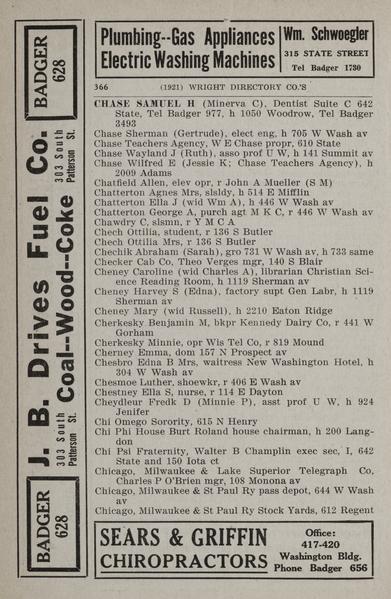 Plumbing--Gas Appliances
Electric Washing Machines
Wm. Schwoegler
315 STATE STREET
Tel Badger 1730
366 (1921) WRIGHT DIRECTORY CO.'S
CHASE SAMUEL H (Minerva C), Dentist Suite C 642
State, Tel Badger 977, h 1050 Woodrow, Tel Badger
3493
Chase Sherman (Gertrude), elect eng, h 705 W Wash av
Chase Teachers Agency, W E Chase propr, 610 State
Chase Wayland J (Ruth), asso prof U W, h 141 Summit av
Chase Wilfred E (Jessie K; Chase Teachers Agency), h
2009 Adams
Chatfield Allen, elev opr, r John A Mueller (S M)
Chatterton Agnes Mrs, slsldy, h 514 E Mifflin
Chatterton Ella J (wid Wm A), h 446 W Wash av
Chatterton George A, purch agt M K C, r 446 W Wash av
Chawdry C, slsmn, r Y M C A
Chech Ottilia, student, r 136 S Butler
Chech Ottilia Mrs, r 136 S Butler
Chechik Abraham (Sarah), gro 731 W Wash av, h 733 same
Checker Cab Co, Theo Verges mgr, 140 S Blair
Cheney Caroline (wid Charles A), librarian Christian Sci-
ence Reading Room, h 1119 Sherman av
Cheney Harvey S (Edna), factory supt Gen Labr, h 1119
Sherman av
Cheney Mary (wid Russell), h 2210 Eaton Ridge
Cherkesky Benjamin M, bkpr Kennedy Dairy Co, r 441 W
Gorham
Cherkesky Minnie, opr Wis Tel Co, r 819 Mound
Cherney Emma, dom 157 N Prospect av
Chesbro Edna B Mrs, waitress New Washington Hotel, h
304 W Wash av
Chesmoe Luther, shoewkr, r 406 E Wash av
Chestney Ella S, nurse, r 114 E Dayton
Cheydleur Fredk D (Minnie P), asst prof U W, h 924
Jenifer
Chi Omego Sorority, 615 N Henry
Chi Phi House Burt Roland house chairman, h 200 Lang-
don
Chi Psi Fraternity, Walter B Champlin exec sec, I, 642
State and 150 Iota ct
Chicago, Milwaukee & Lake Superior Telegraph Co,
Charles P O'Brien mgr, 108 Monona av
Chicago, Milwaukee & St Paul Ry pass depot, 644 W Wash
av
Chicago, Milwaukee & St Paul Ry Stock Yards, 612 Regent
BADGER
628
J. B. Drives Fuel Co.
303 South
Patterson St.
Coal--Wood--Coke
303 South
Patterson St.
BADGER
628
SEARS & GRIFFIN
CHIROPRACTORS
Office:
417-420
Washington Bldg.
Phone Badger 656